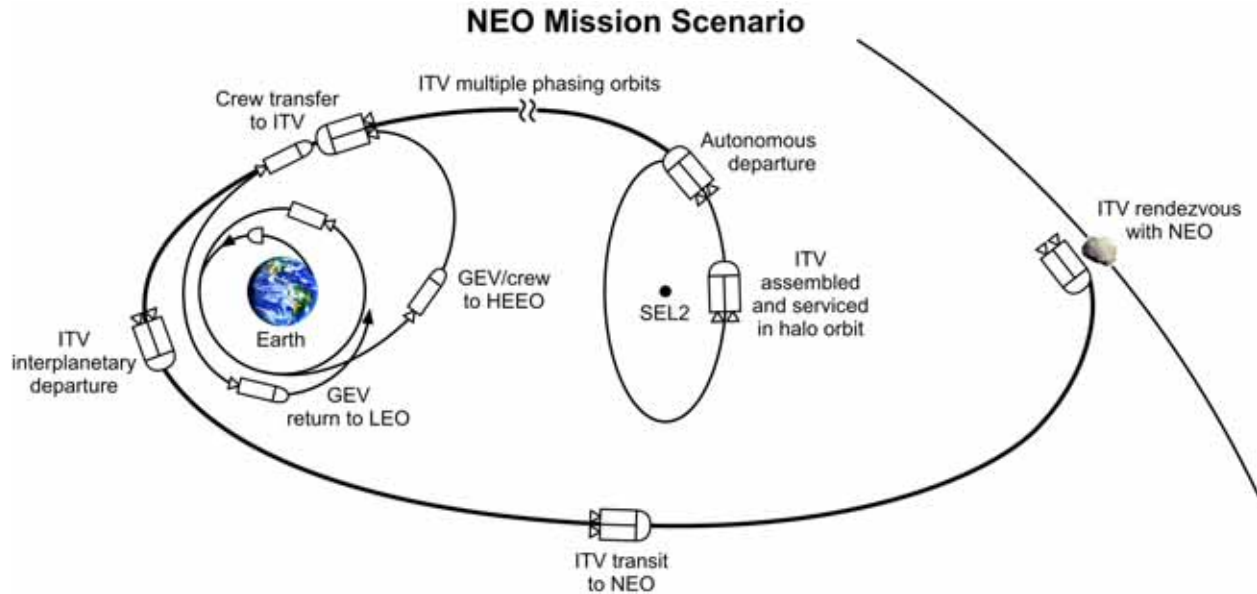 NEO Mission Scenario
ITV multiple phasing orbits
Crew transfer
to ITV
Autonomous
departure
ITV rendezvous
with NEO
GEV/crew
to HEEO
ITV
assembled
and serviced
in halo orbit
SEL2
Earth
ITV
interplanetary
departure
GEV
return to LEO
ITV transit
to NEO